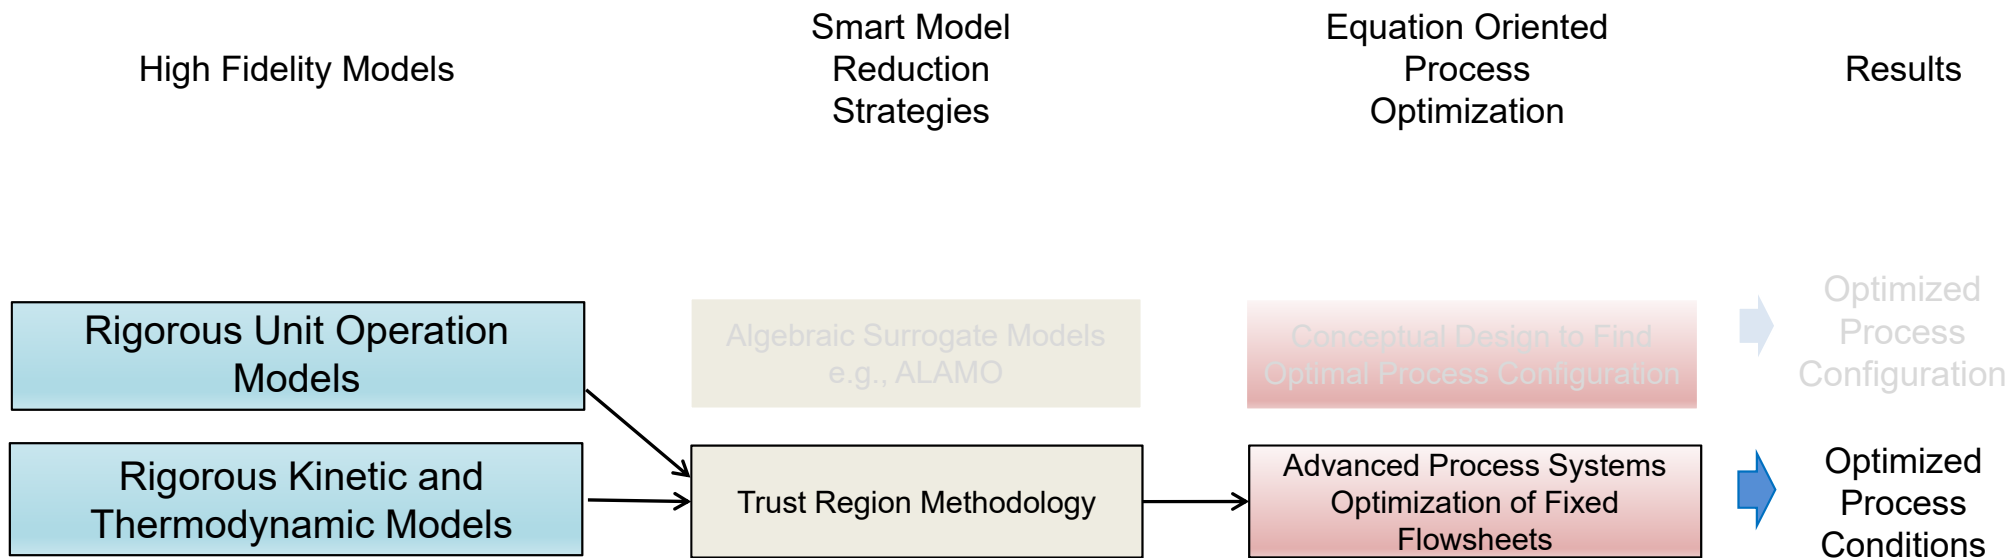 High Fidelity Models
Smart Model
Reduction
Strategies
Equation Oriented
Process
Optimization
Results
Rigorous Unit Operation
Models
Algebraic Surrogate Models
e.g., ALAMO
Conceptual Design to Find
Optimal Process Configuration
Optimized
Process
Configuration
Rigorous Kinetic and
Thermodynamic Models
Trust Region Methodology
Advanced Process Systems
Optimization of Fixed
Flowsheets
Optimized
Process
Conditions